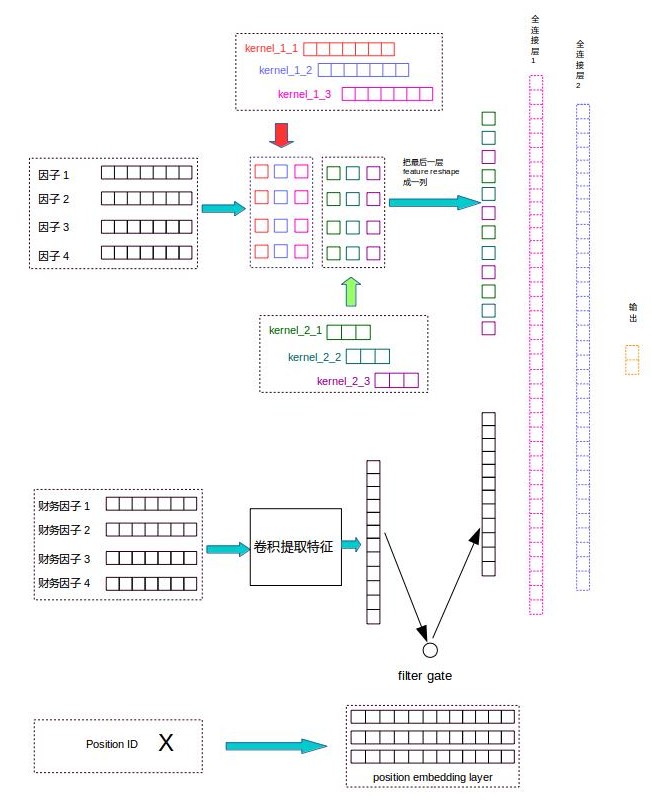 kernel_1_1
kernel_1_2
kernel_1_3
全连接层1
全连接层2
因子 1
因子 2
因子 3
因子 4
把最后一层
feature reshape
成一列
kernel_2_1
kernel_2_2
kernel_2_3
输出
财务因子 1
财务因子 2
财务因子 3
财务因子 4
卷积提取特征
filter gate
Position ID X
position embedding layer